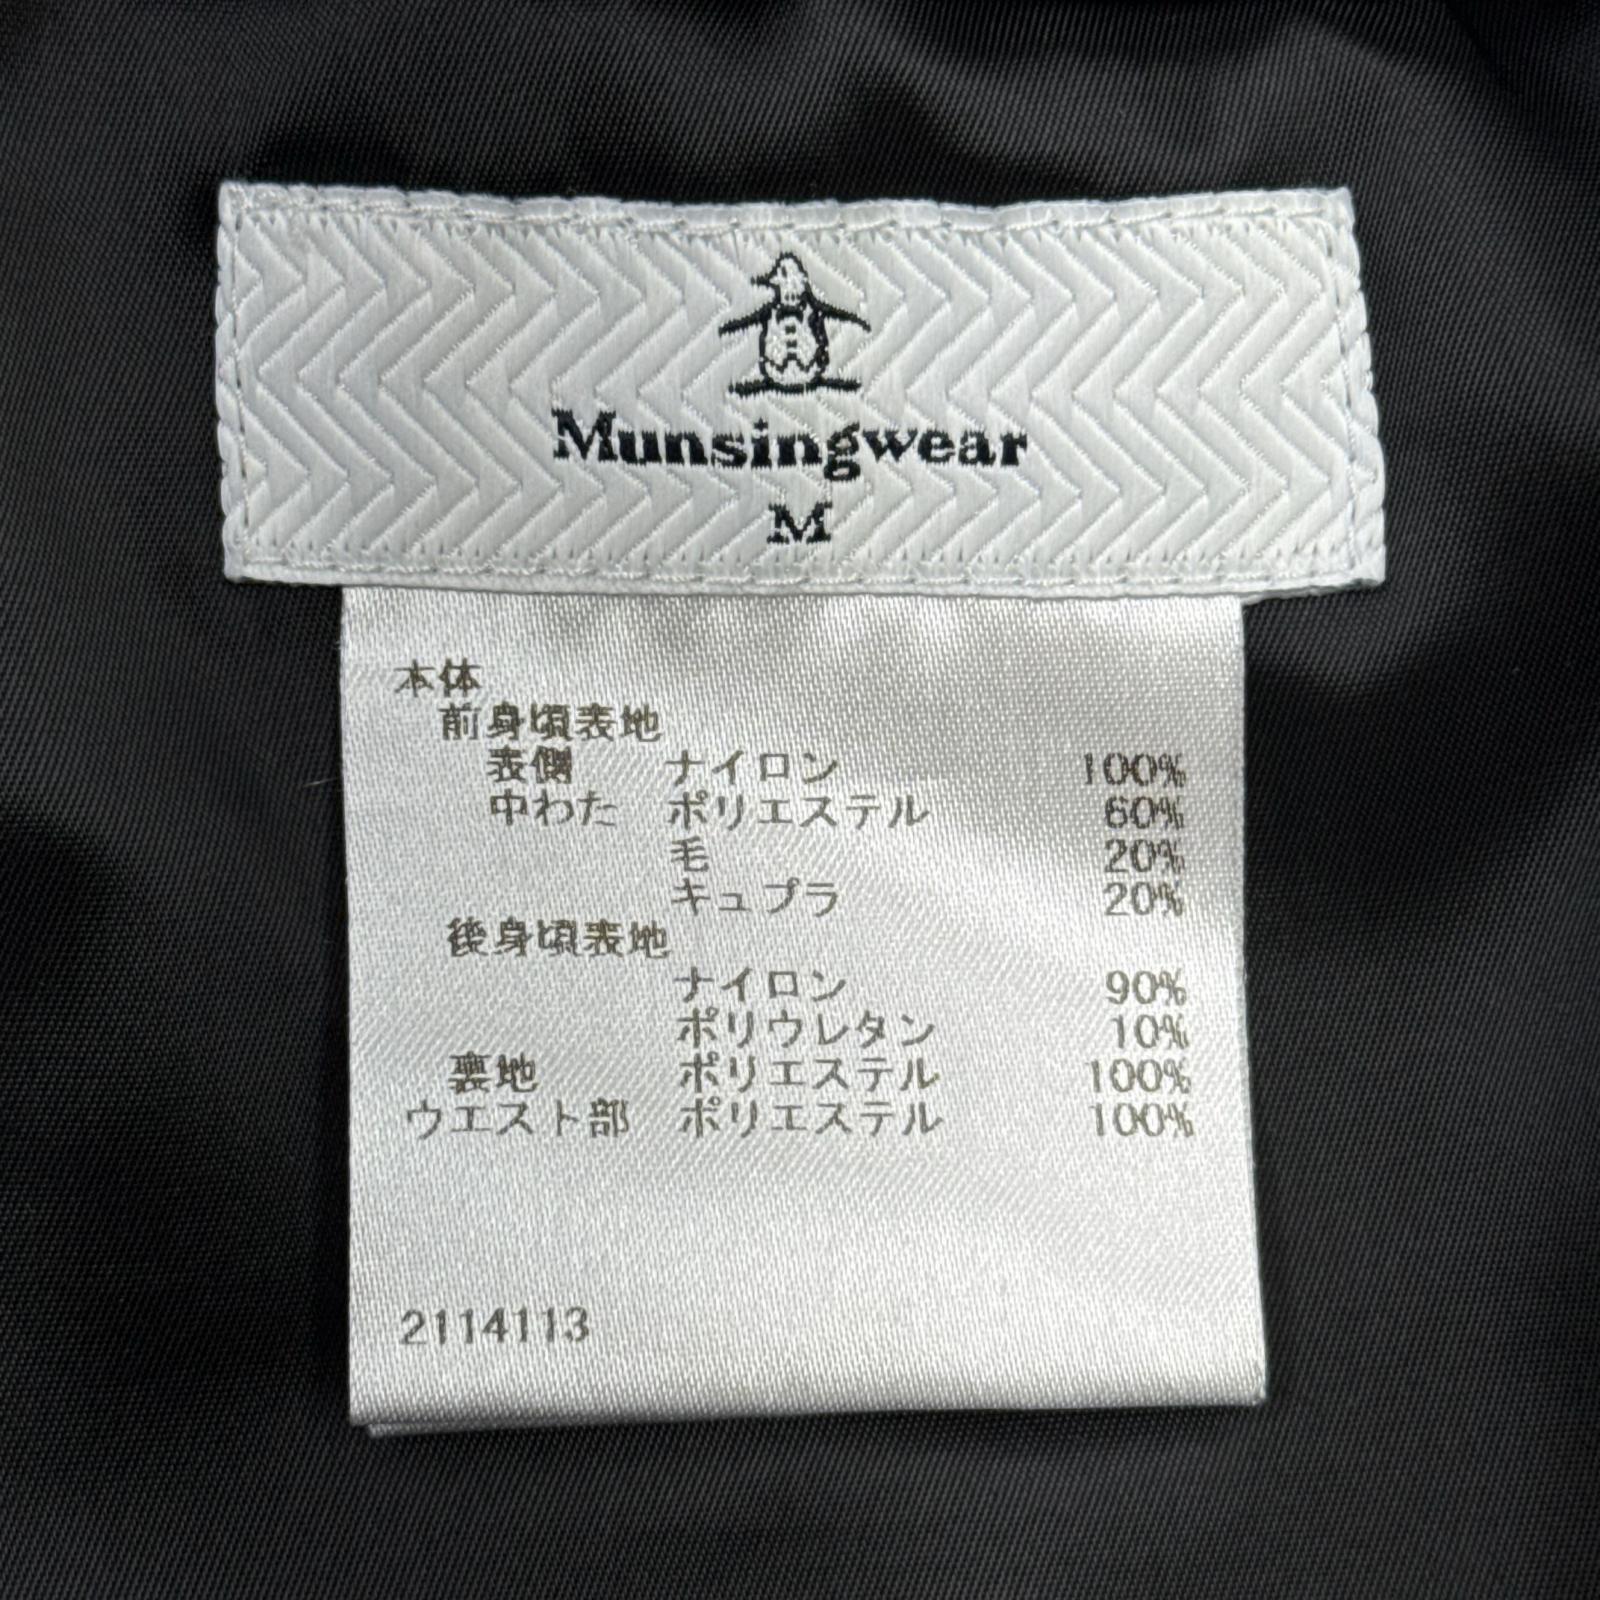 Munsingwear
M
本体
前身頃表地
表側 ナイロン 100%
中わた ポリエステル 60%
毛 20%
キュプラ 20%
後身頃表地
ナイロン 90%
ポリウレタン 10%
裏地 ポリエステル 100%
ウエスト部 ポリエステル 100%
2114113